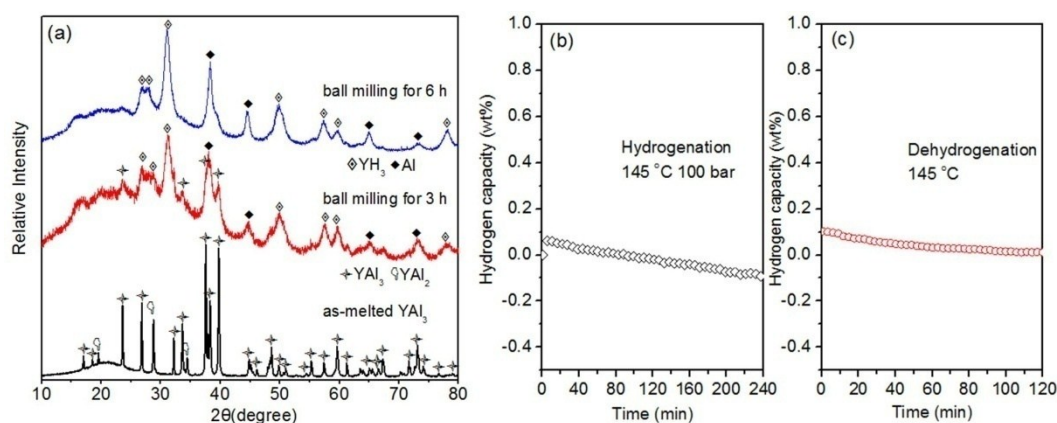 (a)
ball milling for 6 h
YH3 Al
ball milling for 3 h
YAl3 YAl2
as-melted YAl3
Relative Intensity
10 20 30 40 50 60 70 80
2θ(degree)
(b)
Hydrogenation
145 °C 100 bar
Hydrogen capacity (wt%)
1.0
0.8
0.6
0.4
0.2
0.0
-0.2
-0.4
0 40 80 120 160 200 240
Time (min)
(c)
Dehydrogenation
145 °C
Hydrogen capacity (wt%)
1.0
0.8
0.6
0.4
0.2
0.0
-0.2
-0.4
0 20 40 60 80 100 120
Time (min)